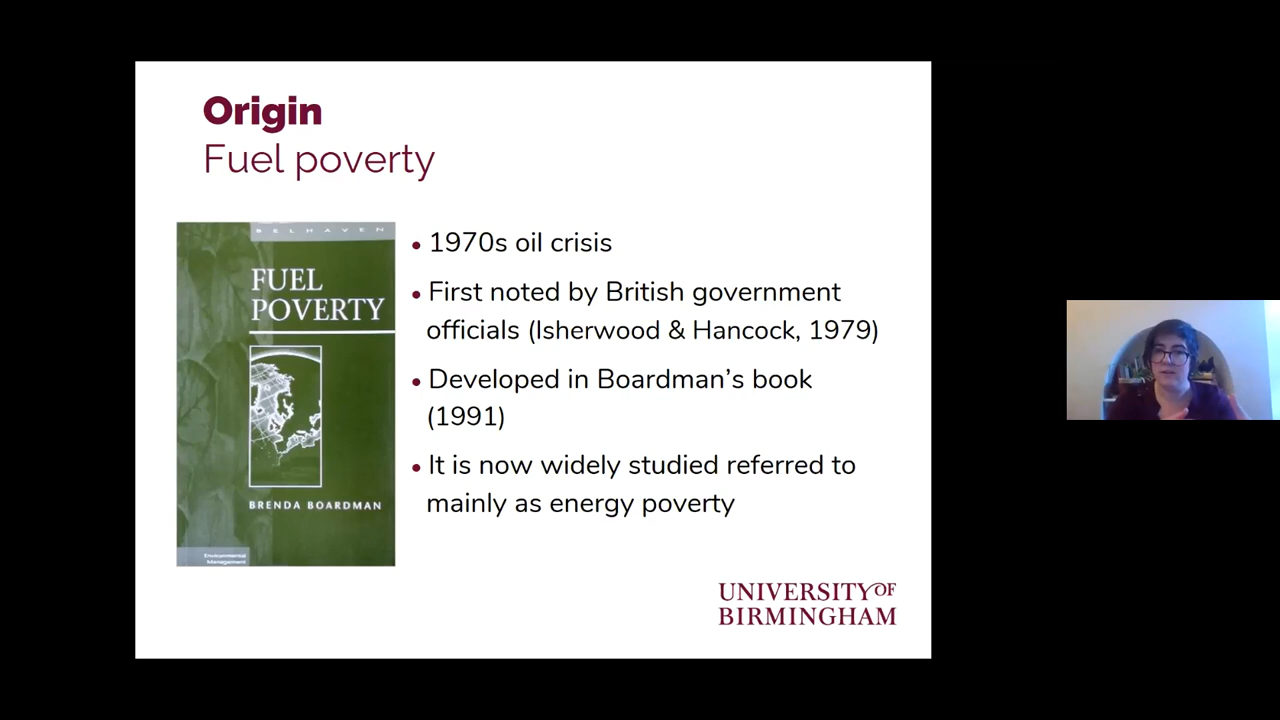 Origin
Fuel poverty
BELHAVEN
FUEL
POVERTY
BRENDA BOARDMAN
Environmental
Management
• 1970s oil crisis
• First noted by British government
officials (Isherwood & Hancock, 1979)
• Developed in Boardman’s book
(1991)
• It is now widely studied referred to
mainly as energy poverty
UNIVERSITY OF
BIRMINGHAM